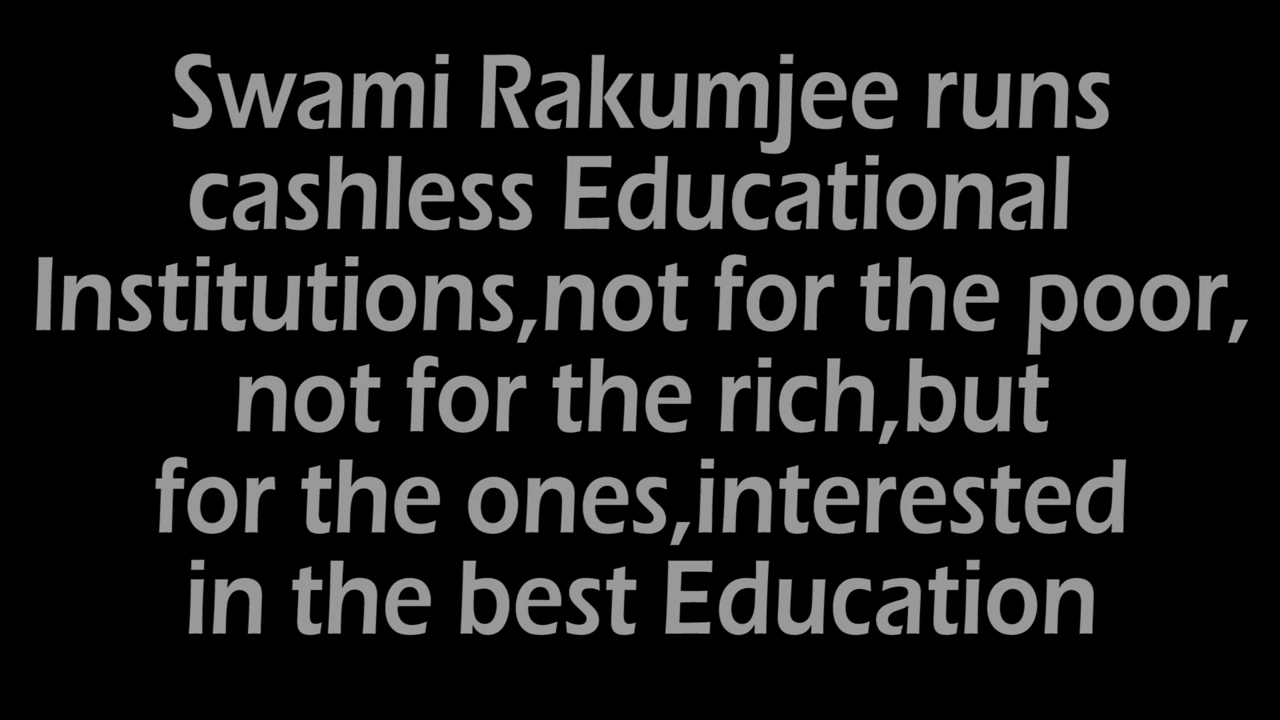 Swami Rakumjee runs
cashless Educational
Institutions,not for the poor,
not for the rich,but
for the ones,interested
in the best Education